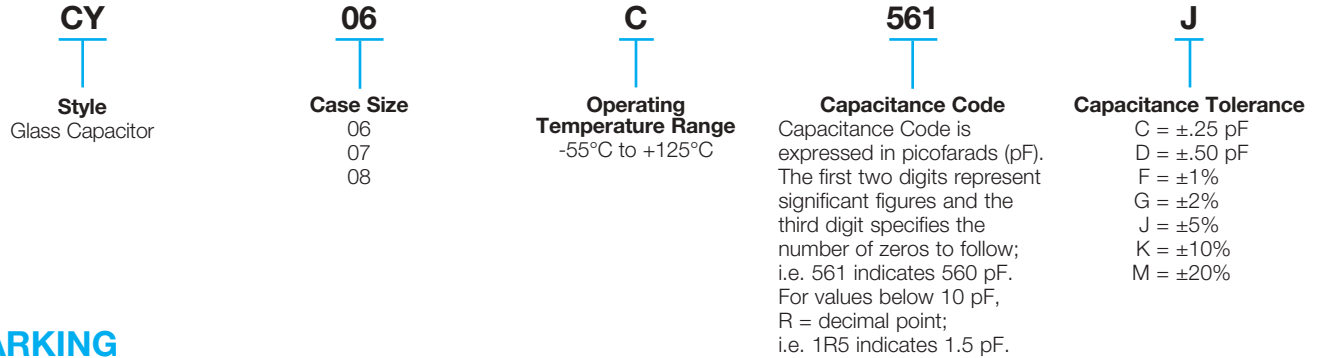 CY
06
C
561
J
Style
Glass Capacitor
Case Size
06
07
08
Operating
Temperature Range
-55°C to +125°C
Capacitance Code
Capacitance Code is
expressed in picofarads (pF).
The first two digits represent
significant figures and the
third digit specifies the
number of zeros to follow;
i.e. 561 indicates 560 pF.
For values below 10 pF,
R = decimal point;
i.e. 1R5 indicates 1.5 pF.
Capacitance Tolerance
C = ±.25 pF
D = ±.50 pF
F = ±1%
G = ±2%
J = ±5%
K = ±10%
M = ±20%
ARKING